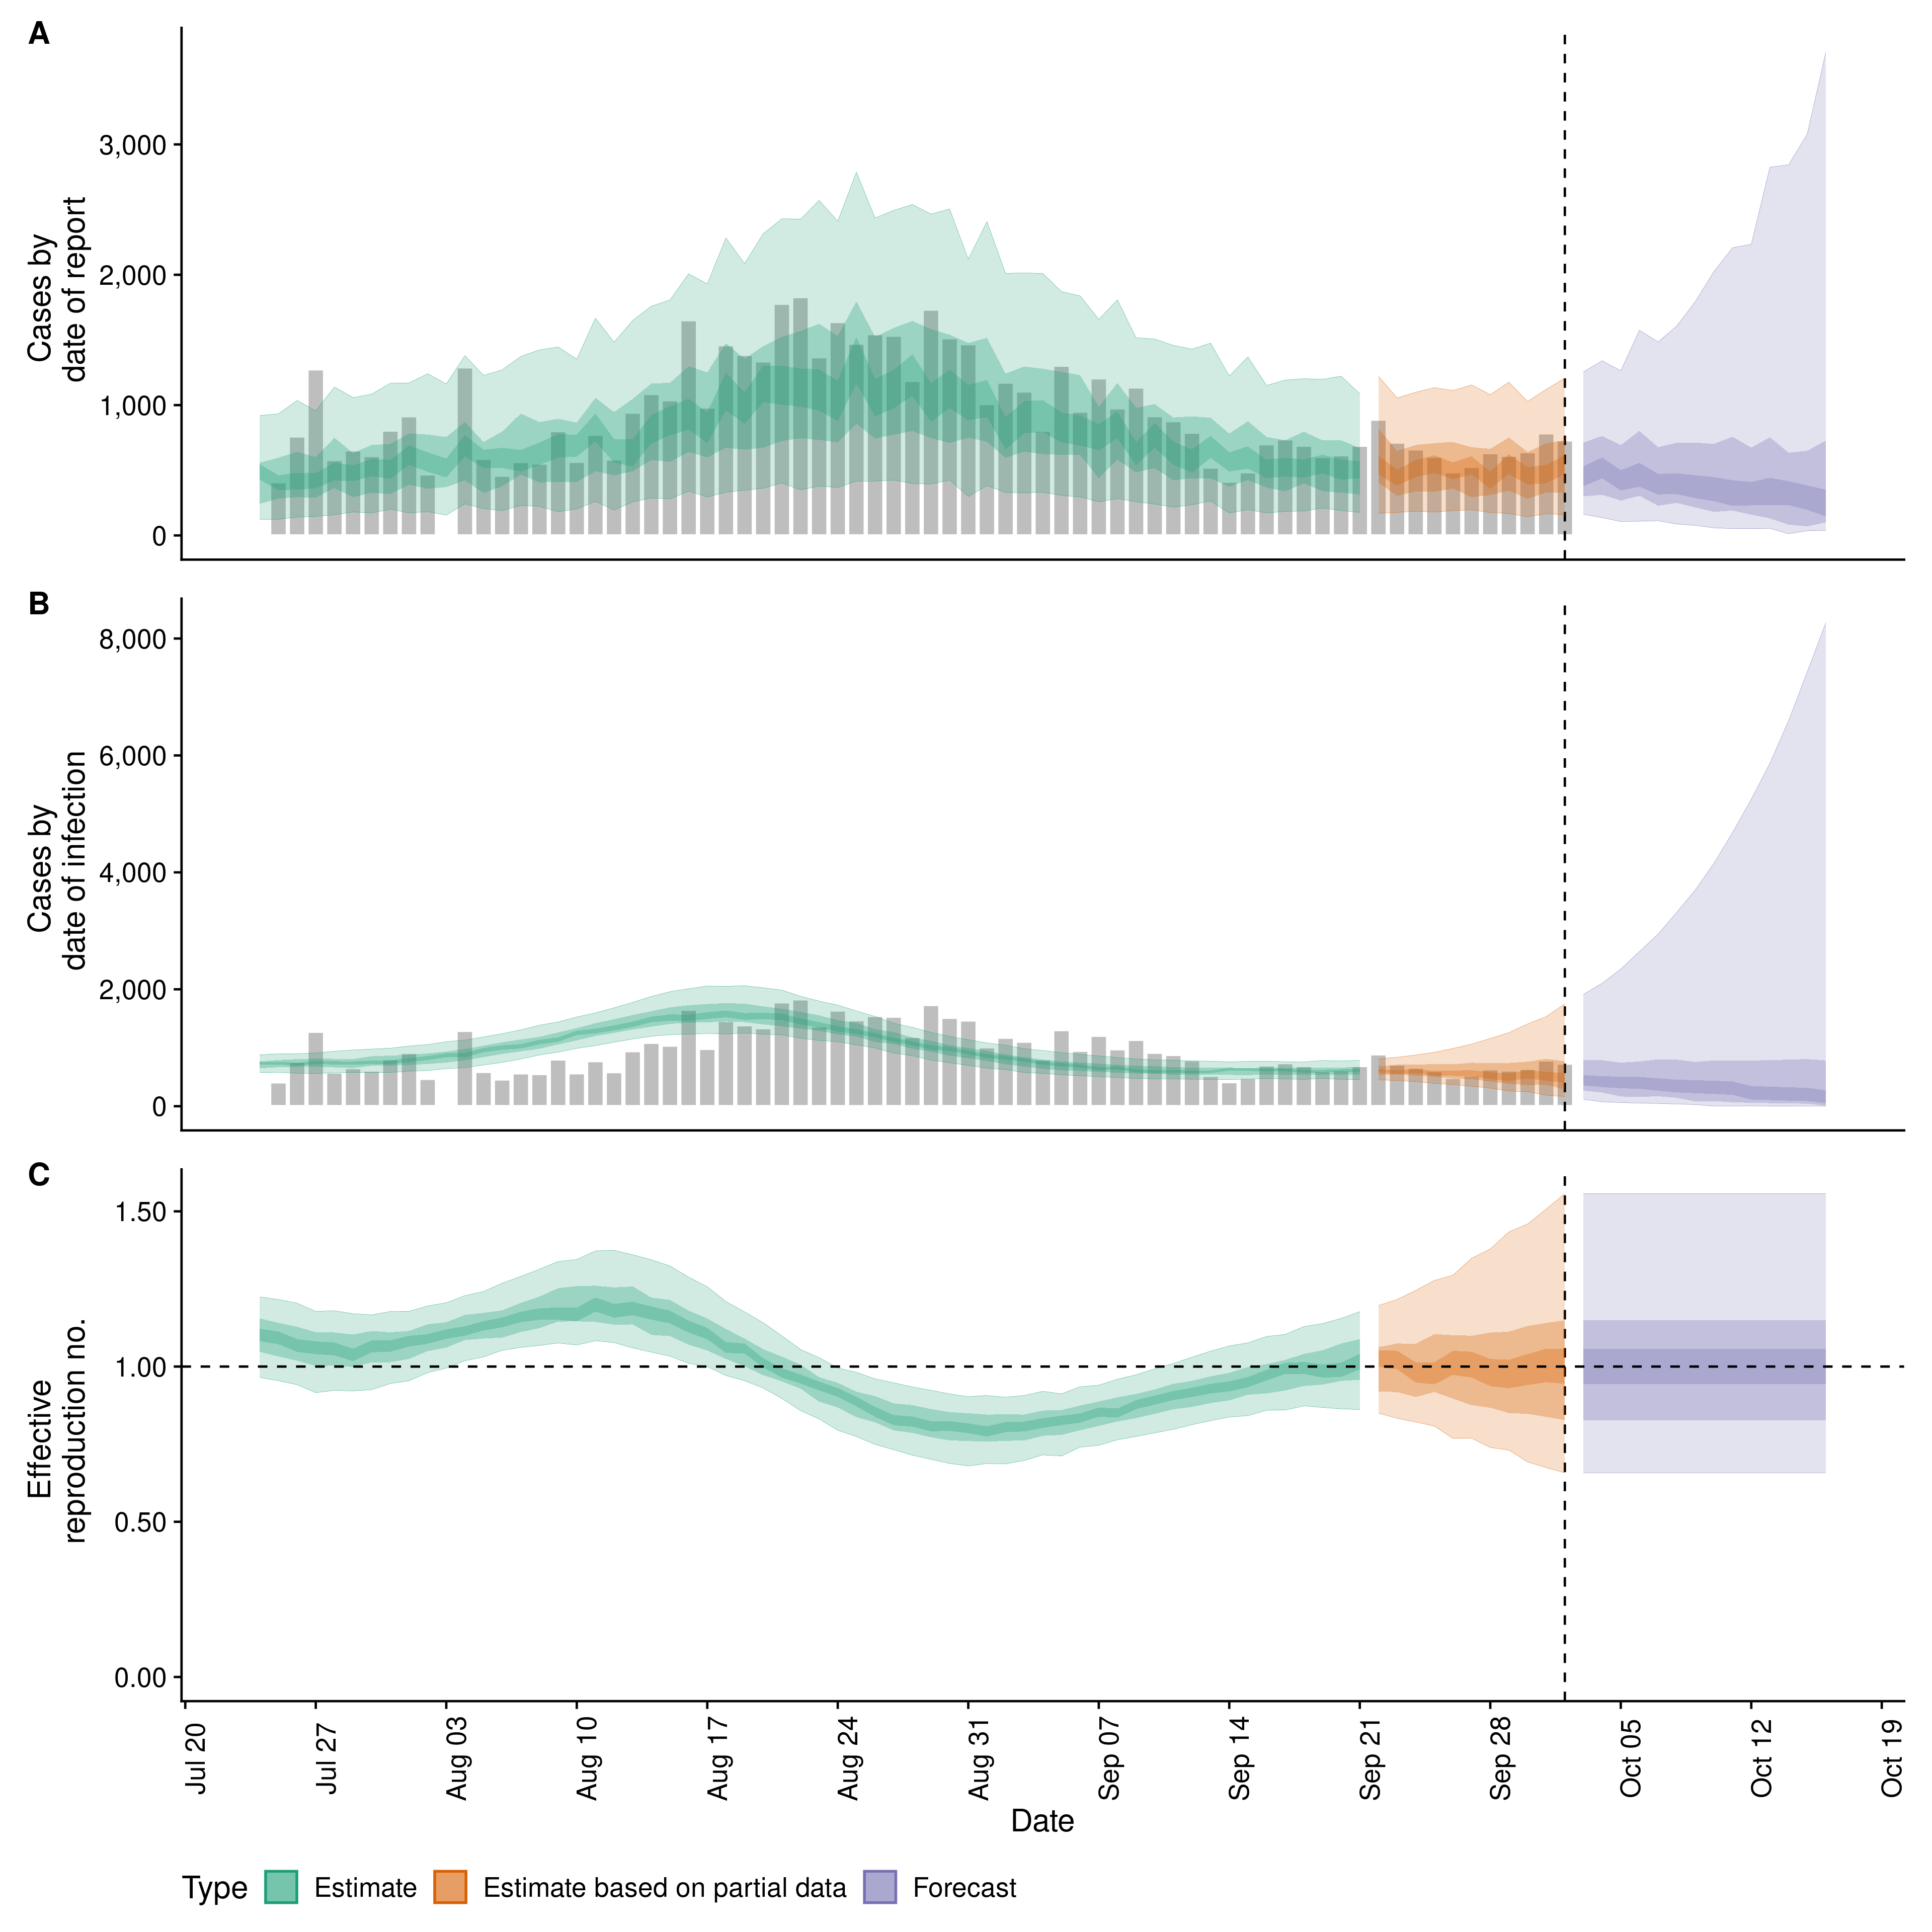 A
Cases by
date of report
3,000
2,000
1,000
0
B
Cases by
date of infection
8,000
6,000
4,000
2,000
0
C
Effective
reproduction no.
1.50
1.00
0.50
0.00
Jul 20
Jul 27
Aug 03
Aug 10
Aug 17
Aug 24
Aug 31
Sep 07
Sep 14
Sep 21
Sep 28
Oct 05
Oct 12
Oct 19
Date
Type Estimate Estimate based on partial data Forecast